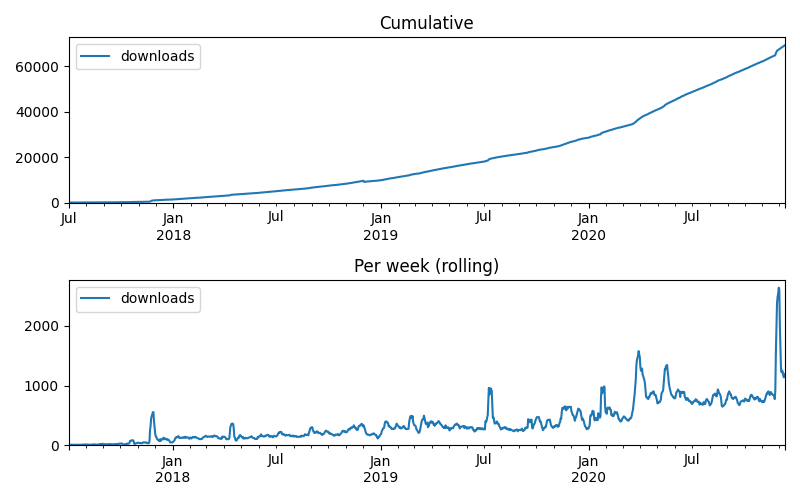 Cumulative
downloads
60000
40000
20000
0
Jul Jan Jul Jan Jul Jan Jul
2018 2019 2020
Per week (rolling)
downloads
2000
1000
0
Jan Jul Jan Jul Jan Jul
2018 2019 2020